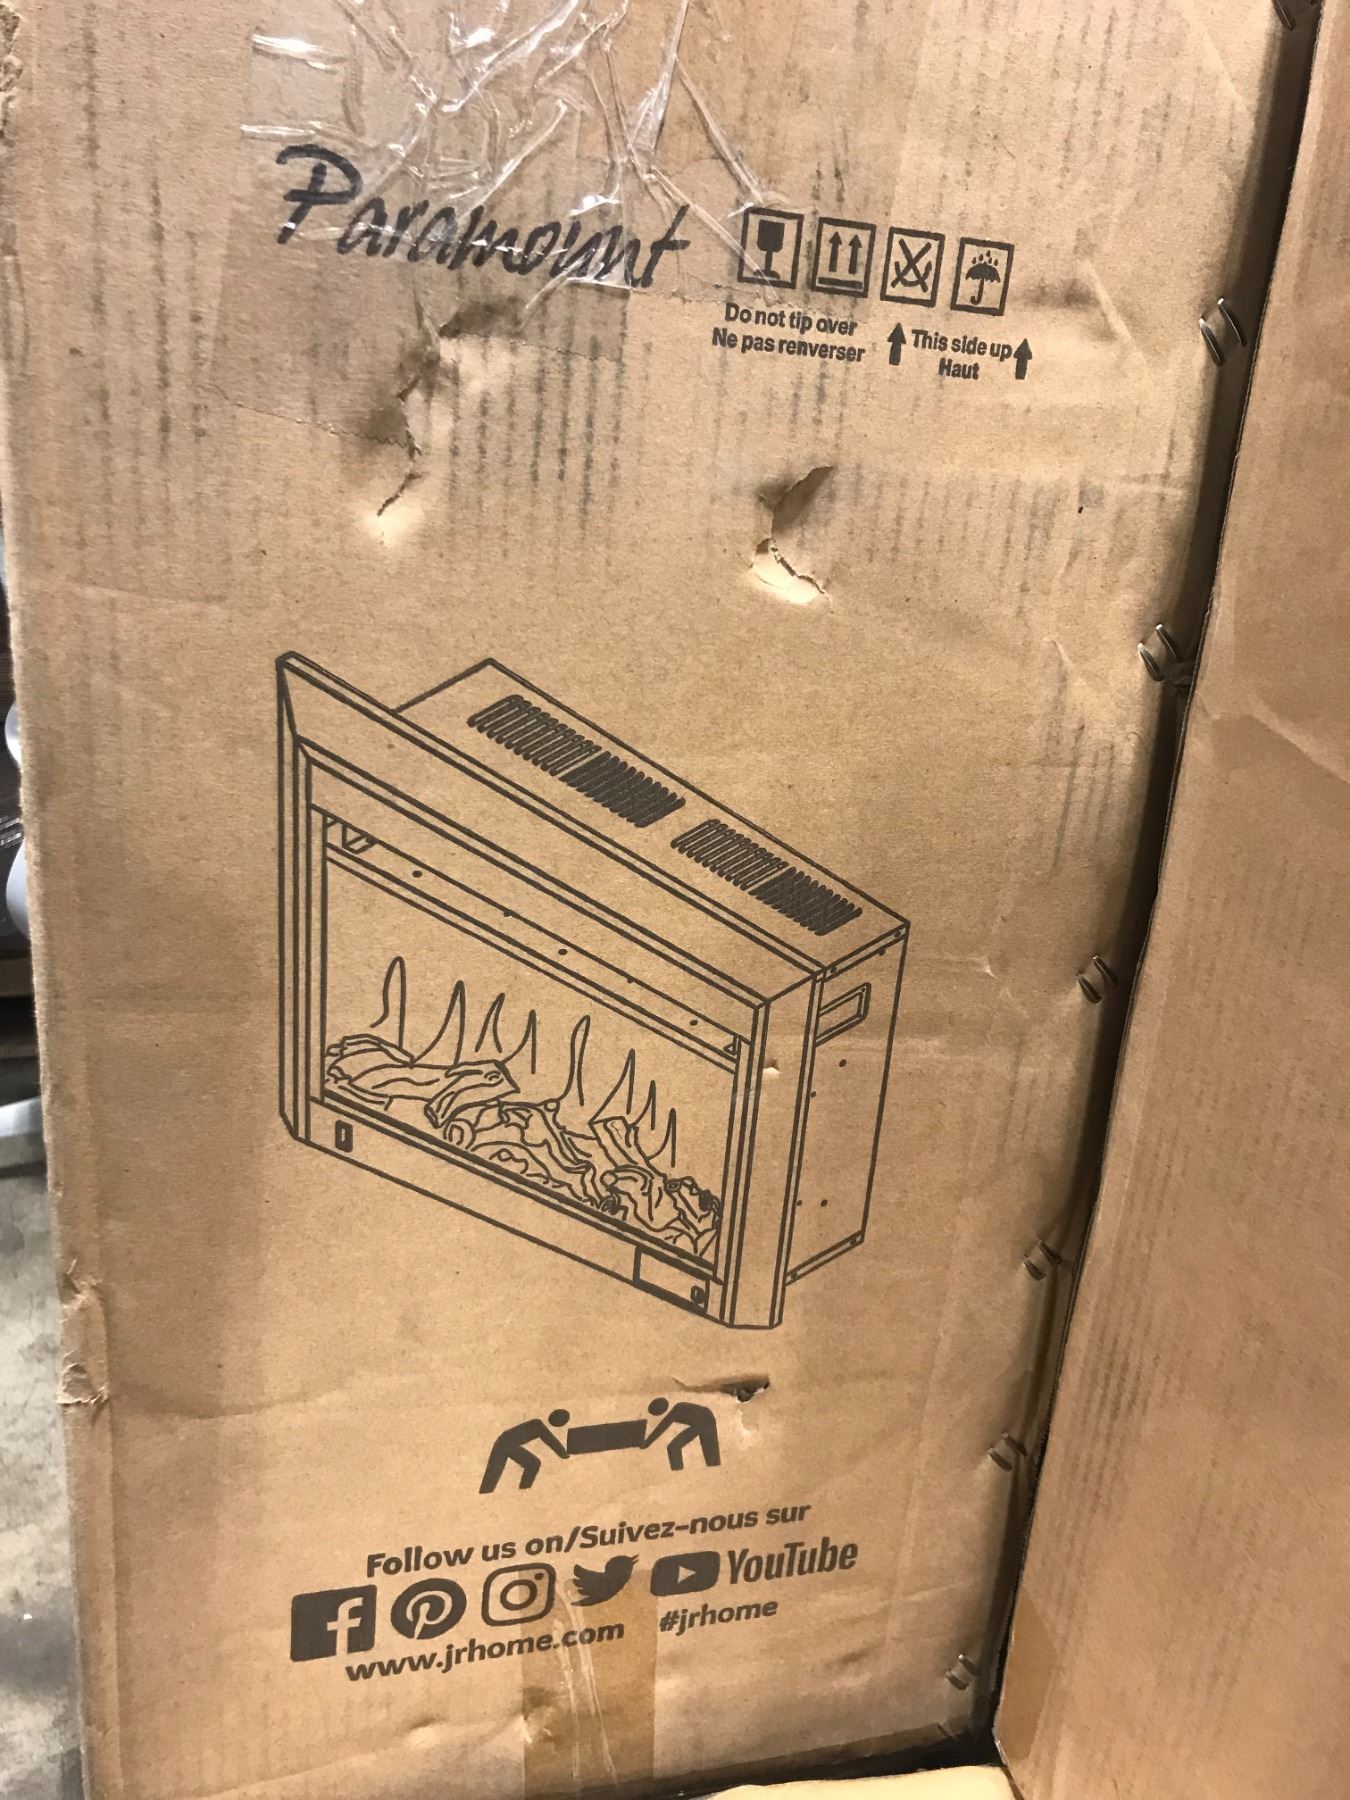 Paramount
Do not tip over
Ne pas renverser
This side up
Haut
Follow us on/Suivez-nous sur
YouTube
www.jrhome.com
#jrhome